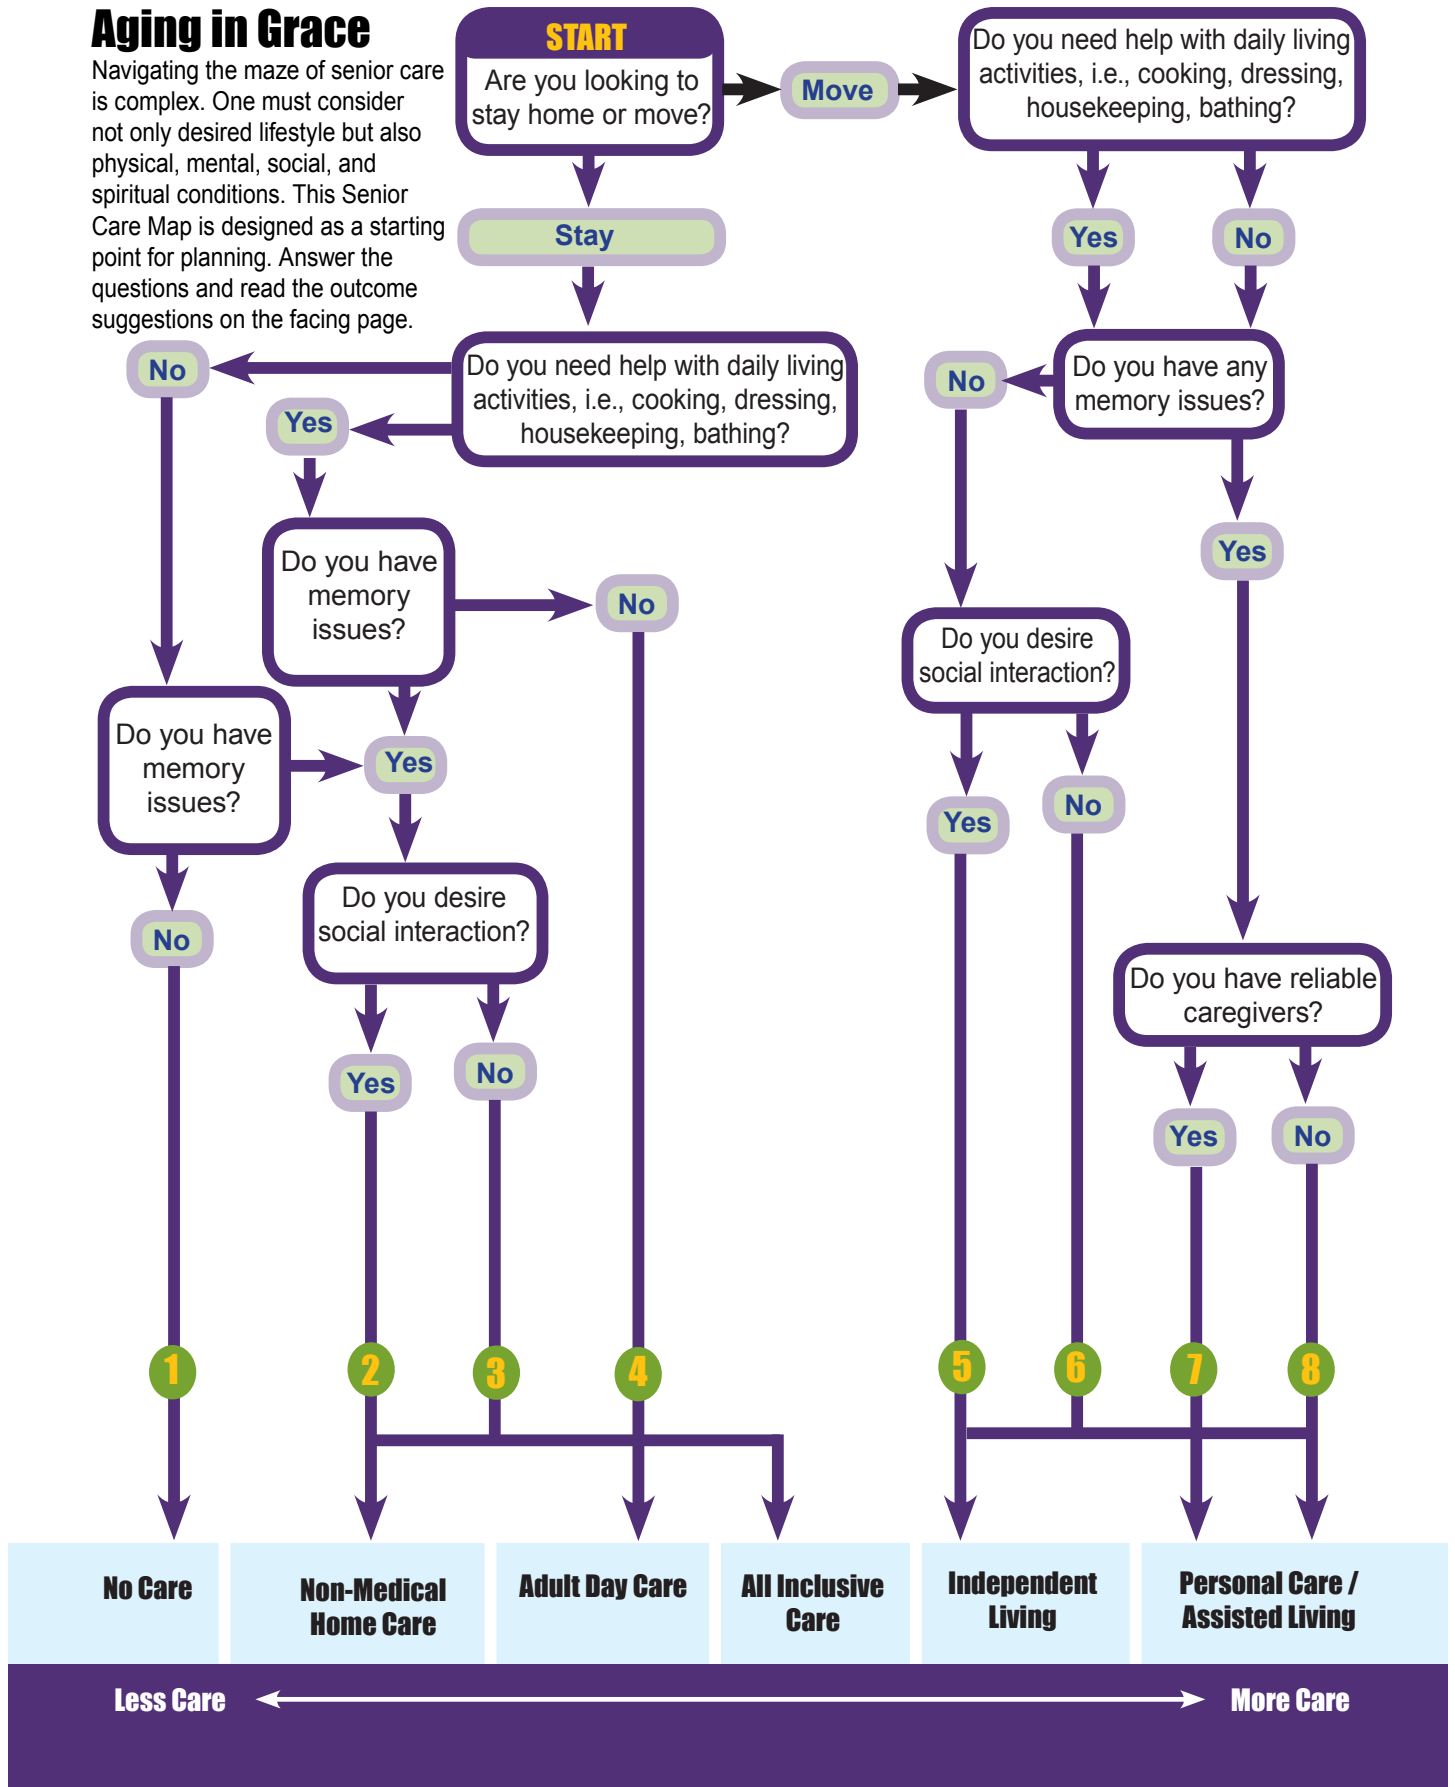 Aging in Grace
Navigating the maze of senior care
is complex. One must consider
not only desired lifestyle but also
physical, mental, social, and
spiritual conditions. This Senior
Care Map is designed as a starting
point for planning. Answer the
questions and read the outcome
suggestions on the facing page.
START
Are you looking to
stay home or move?
Move
Do you need help with daily living
activities, i.e., cooking, dressing,
housekeeping, bathing?
Stay
Yes
No
No
Do you need help with daily living
activities, i.e., cooking, dressing,
housekeeping, bathing?
Yes
No
Do you have any
memory issues?
Do you have
memory
issues?
No
Yes
Do you desire
social interaction?
Do you have
memory
issues?
Yes
Yes
No
Do you desire
social interaction?
No
Do you have reliable
caregivers?
Yes
No
Yes
No
1
2
3
4
5
6
7
8
No Care
Non-Medical
Home Care
Adult Day Care
All Inclusive
Care
Independent
Living
Personal Care /
Assisted Living
Less Care
More Care